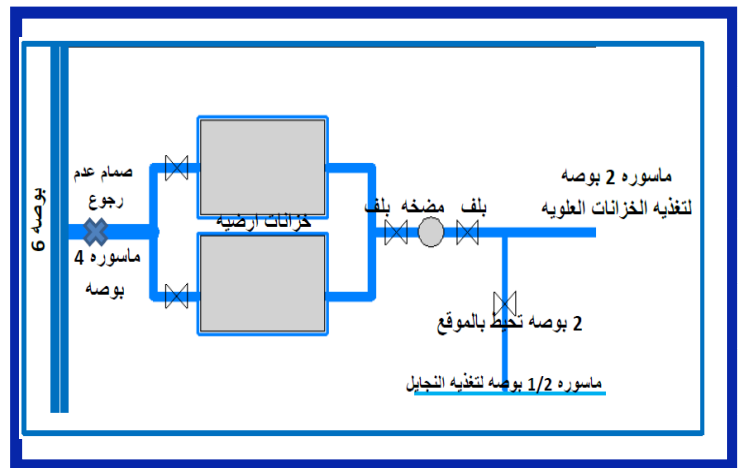 6 بوصه
صمام عدم
رجوع
ماسوره 4
بوصه
خزانات ارضيه
بلف
مضخه
بلف
ماسوره 2 بوصه
لتغذيه الخزانات العلويه
2 بوصه تحيط بالموقع
ماسوره 1/2 بوصه لتغذيه النجايل